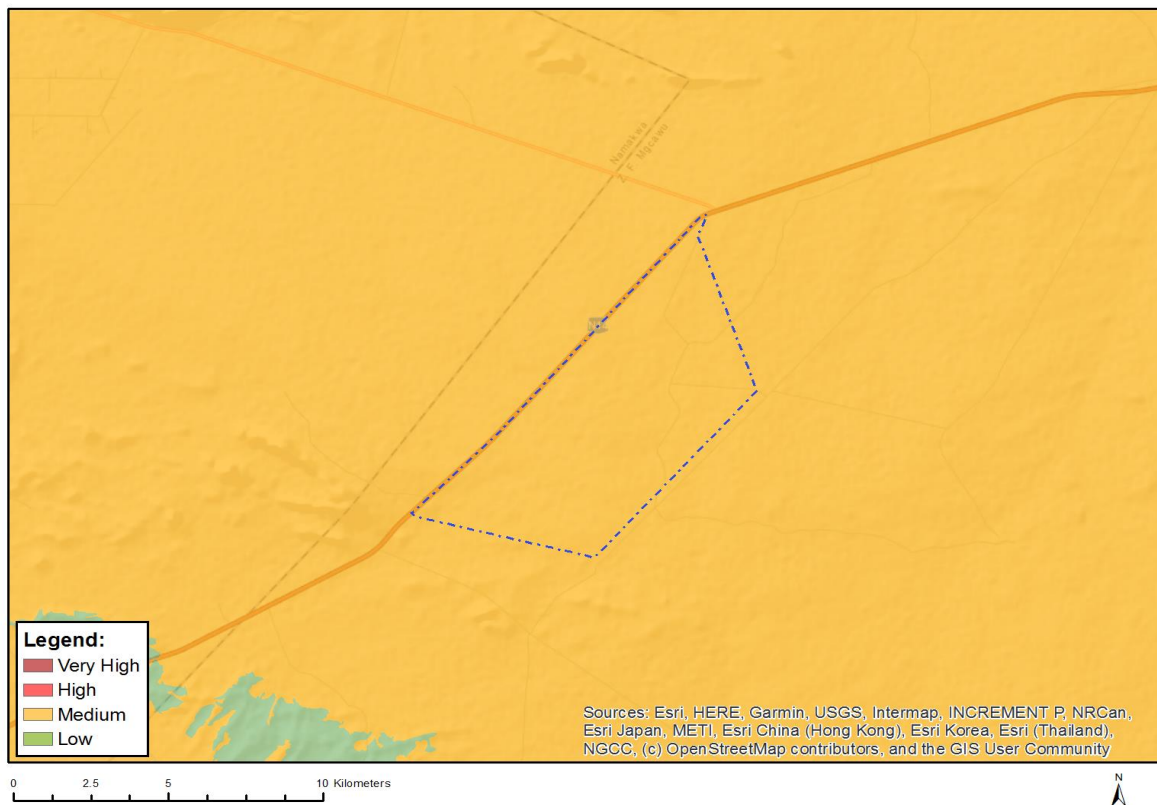 Namakwa
Z. F. Mgcawu
Legend:
Very High
High
Medium
Low
Sources: Esri, HERE, Garmin, USGS, Intermap, INCREMENT P, NRCan,
Esri Japan, METI, Esri China (Hong Kong), Esri Korea, Esri (Thailand),
NGCC, (c) OpenStreetMap contributors, and the GIS User Community
0 2.5 5 10 Kilometers
N